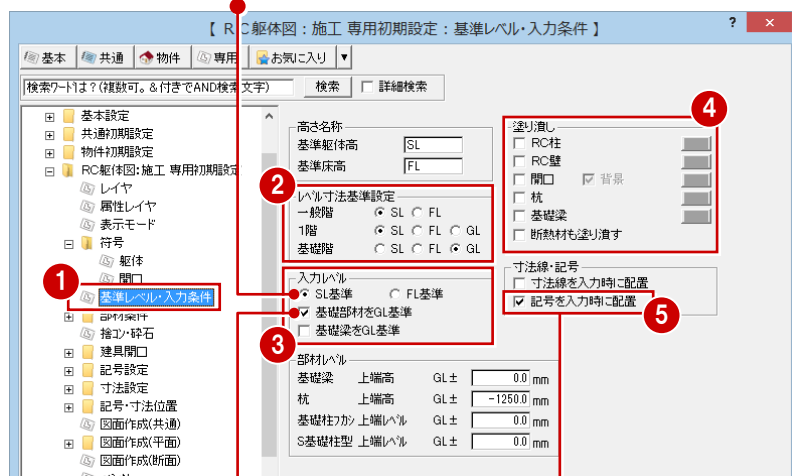 【 RC躯体図：施工 専用初期設定：基準レベル・入力条件 】
? ×
基本 共通 物件 専用 お気に入り ▼
検索ワードは？(複数可。＆付きでAND検索文字) 検索 詳細検索
基本設定
共通初期設定
物件初期設定
RC躯体図:施工 専用初期設定
レイヤ
属性レイヤ
表示モード
符号
躯体
開口
1
基準レベル・入力条件
部材条件
捨コン・砕石
建具開口
記号設定
寸法設定
記号・寸法位置
図面作成(共通)
図面作成(平面)
図面作成(断面)
高さ名称
基準躯体高 SL
基準床高 FL
2
レベル寸法基準設定
一般階 SL FL
1階 SL FL GL
基礎階 SL FL GL
入力レベル
SL基準 FL基準
基礎部材をGL基準
3
基礎梁をGL基準
部材レベル
基礎梁 上端高 GL± 0.0 mm
杭 上端高 GL± -1250.0 mm
基礎柱フカシ 上端レベル GL± 0.0 mm
S基礎柱型 上端レベル GL± 0.0 mm
4
塗り潰し
RC柱
RC壁
開口 背景
杭
基礎梁
断熱材も塗り潰す
寸法線・記号
寸法線を入力時に配置
記号を入力時に配置
5